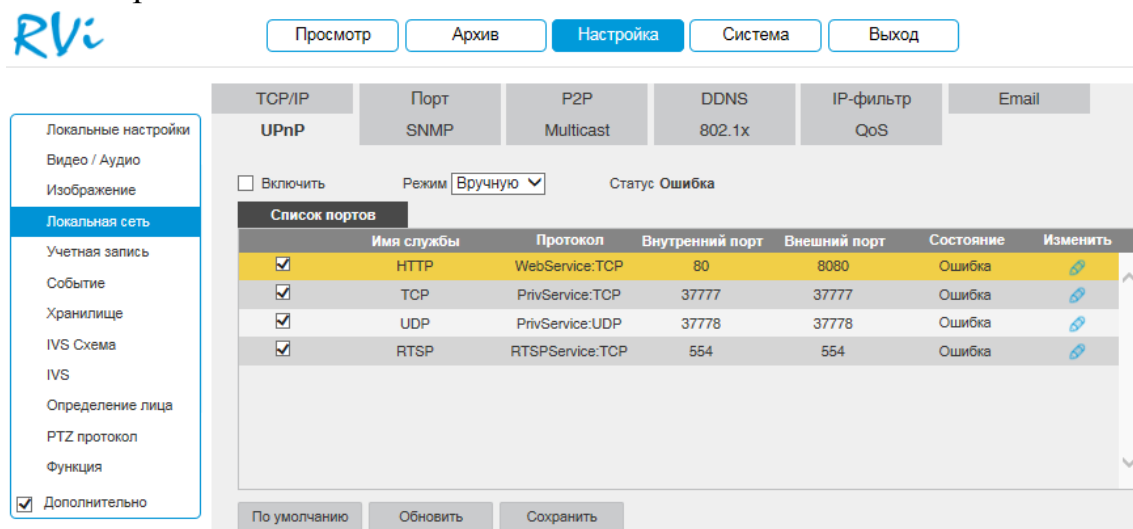 RVi
Просмотр Архив Настройка Система Выход
TCP/IP Порт P2P DDNS IP-фильтр Email
UPnP SNMP Multicast 802.1x QoS
Локальные настройки
Видео / Аудио
Изображение
Локальная сеть
Учетная запись
Событие
Хранилище
IVS Схема
IVS
Определение лица
PTZ протокол
Функция
Дополнительно
Включить Режим Вручную Статус Ошибка
Список портов
Имя службы Протокол Внутренний порт Внешний порт Состояние Изменить
HTTP WebService:TCP 80 8080 Ошибка
TCP PrivService:TCP 37777 37777 Ошибка
UDP PrivService:UDP 37778 37778 Ошибка
RTSP RTSPService:TCP 554 554 Ошибка
По умолчанию Обновить Сохранить